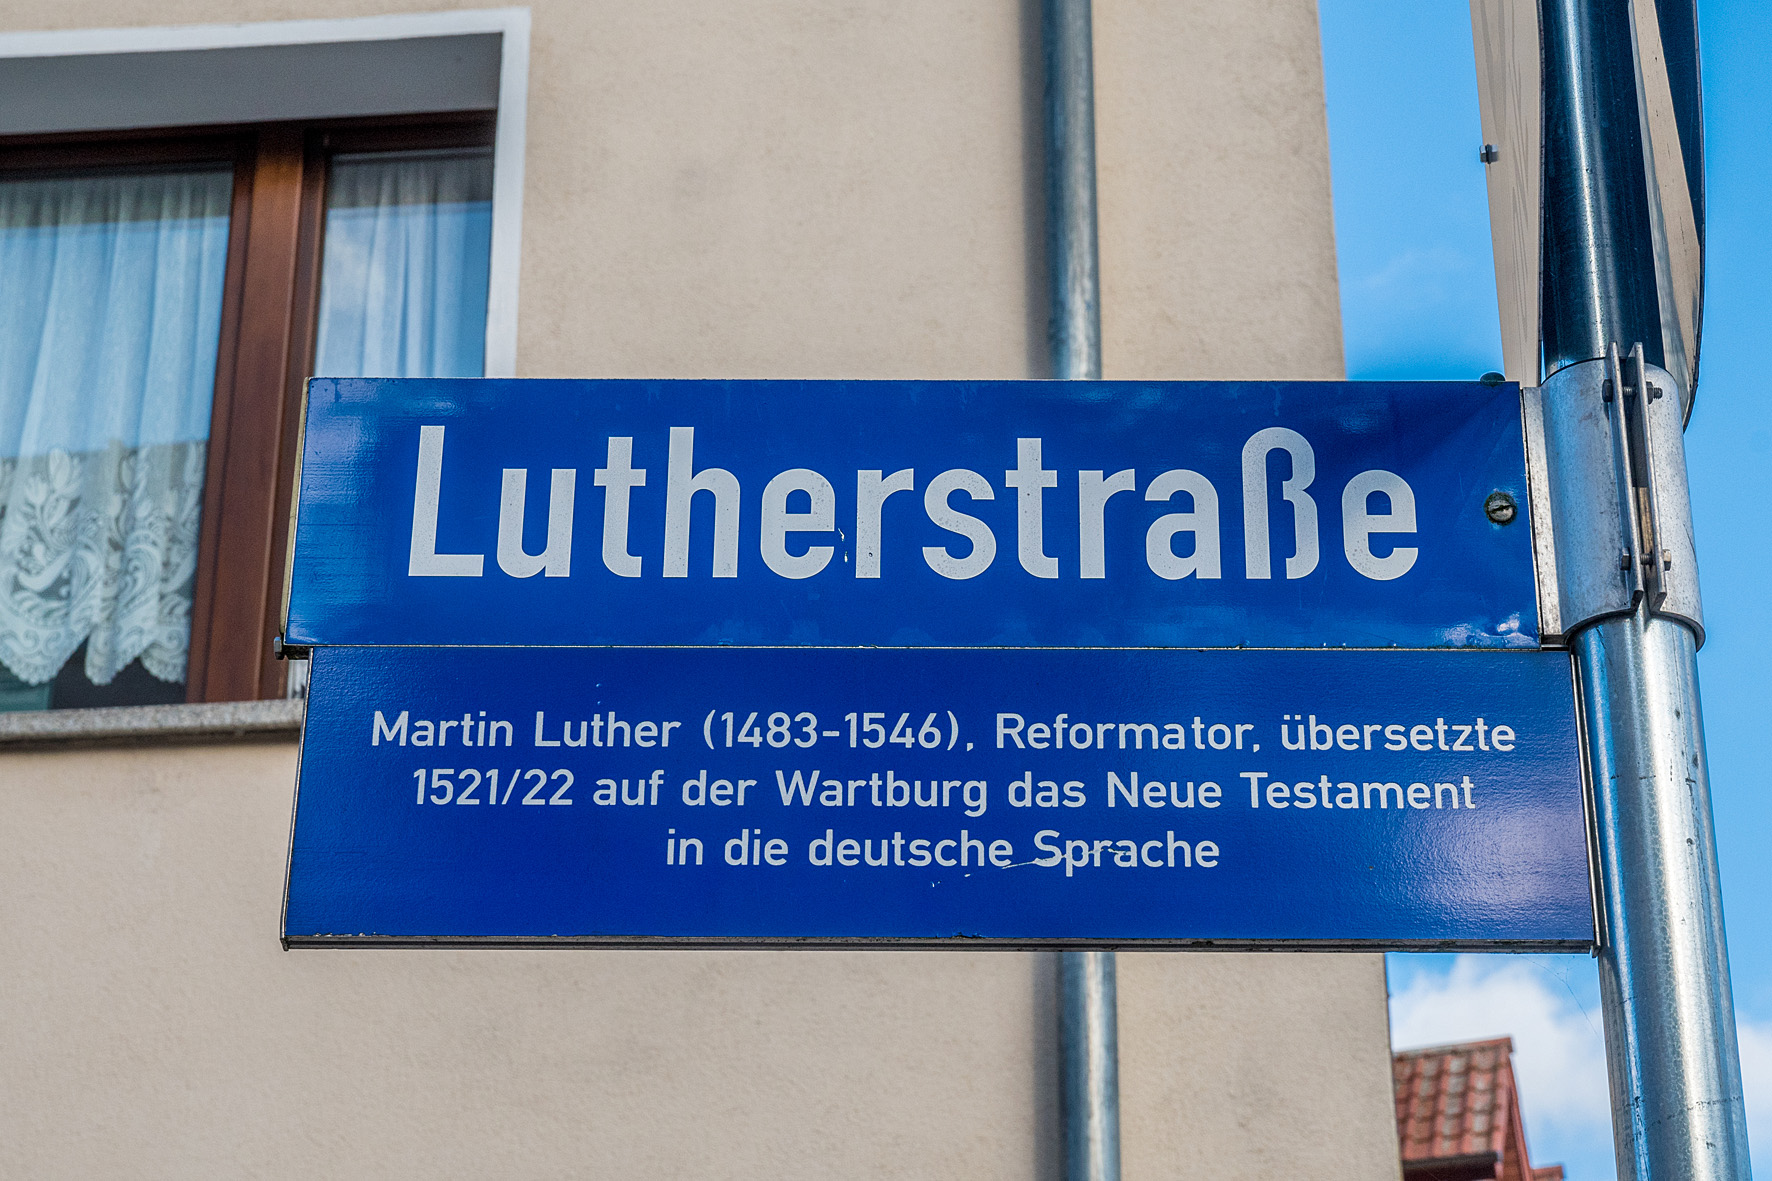 Lutherstraße
Martin Luther (1483-1546), Reformator, übersetzte
1521/22 auf der Wartburg das Neue Testament
in die deutsche Sprache